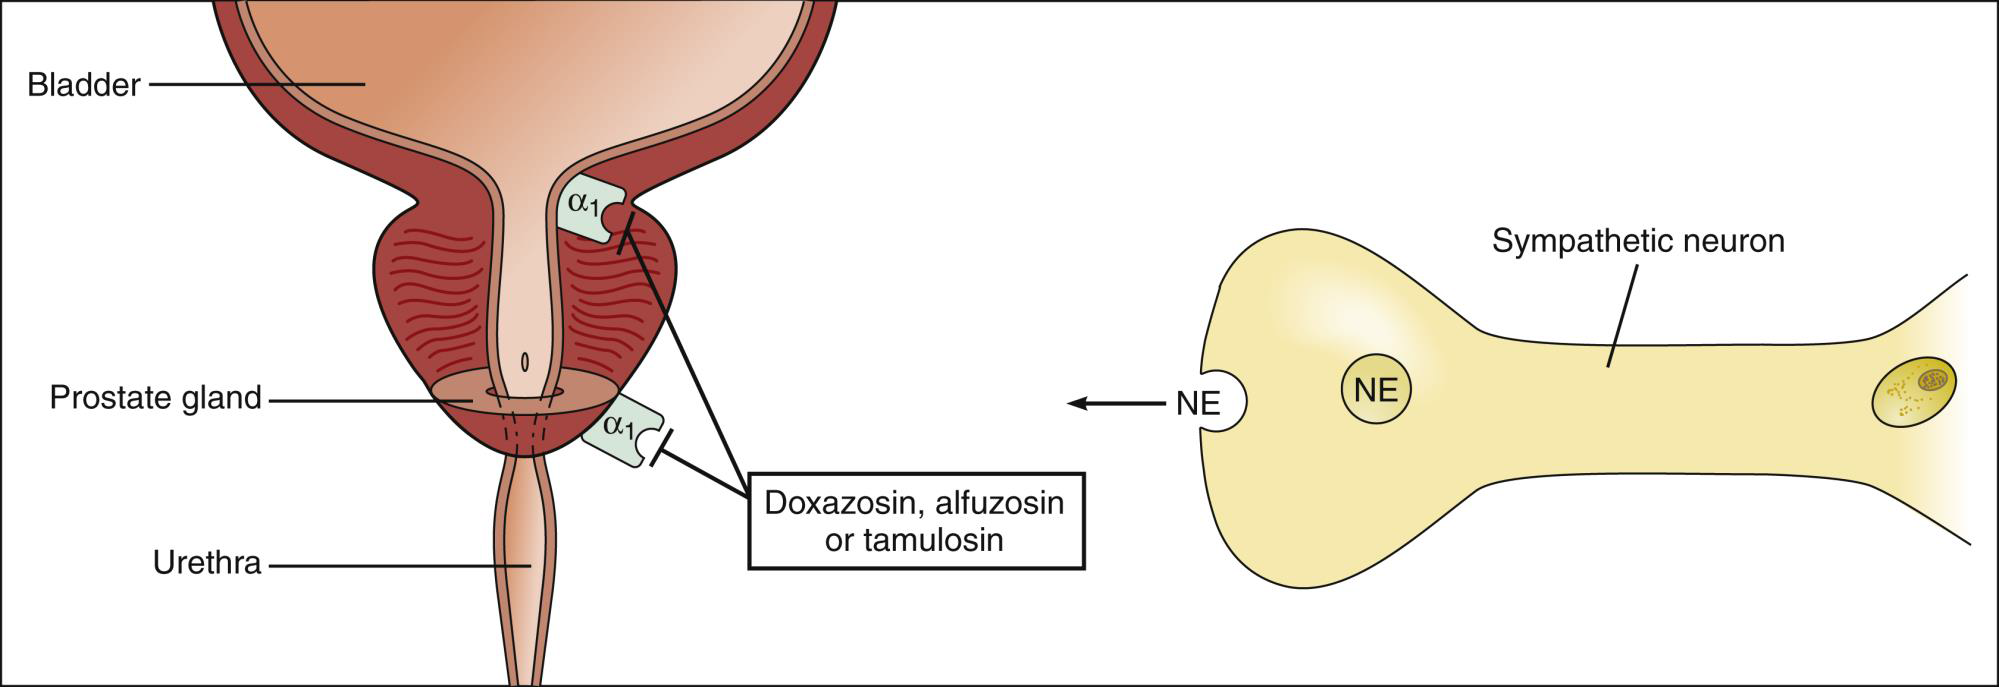 Bladder
α1
Sympathetic neuron
Prostate gland
NE
NE
α1
Doxazosin, alfuzosin
or tamulosin
Urethra